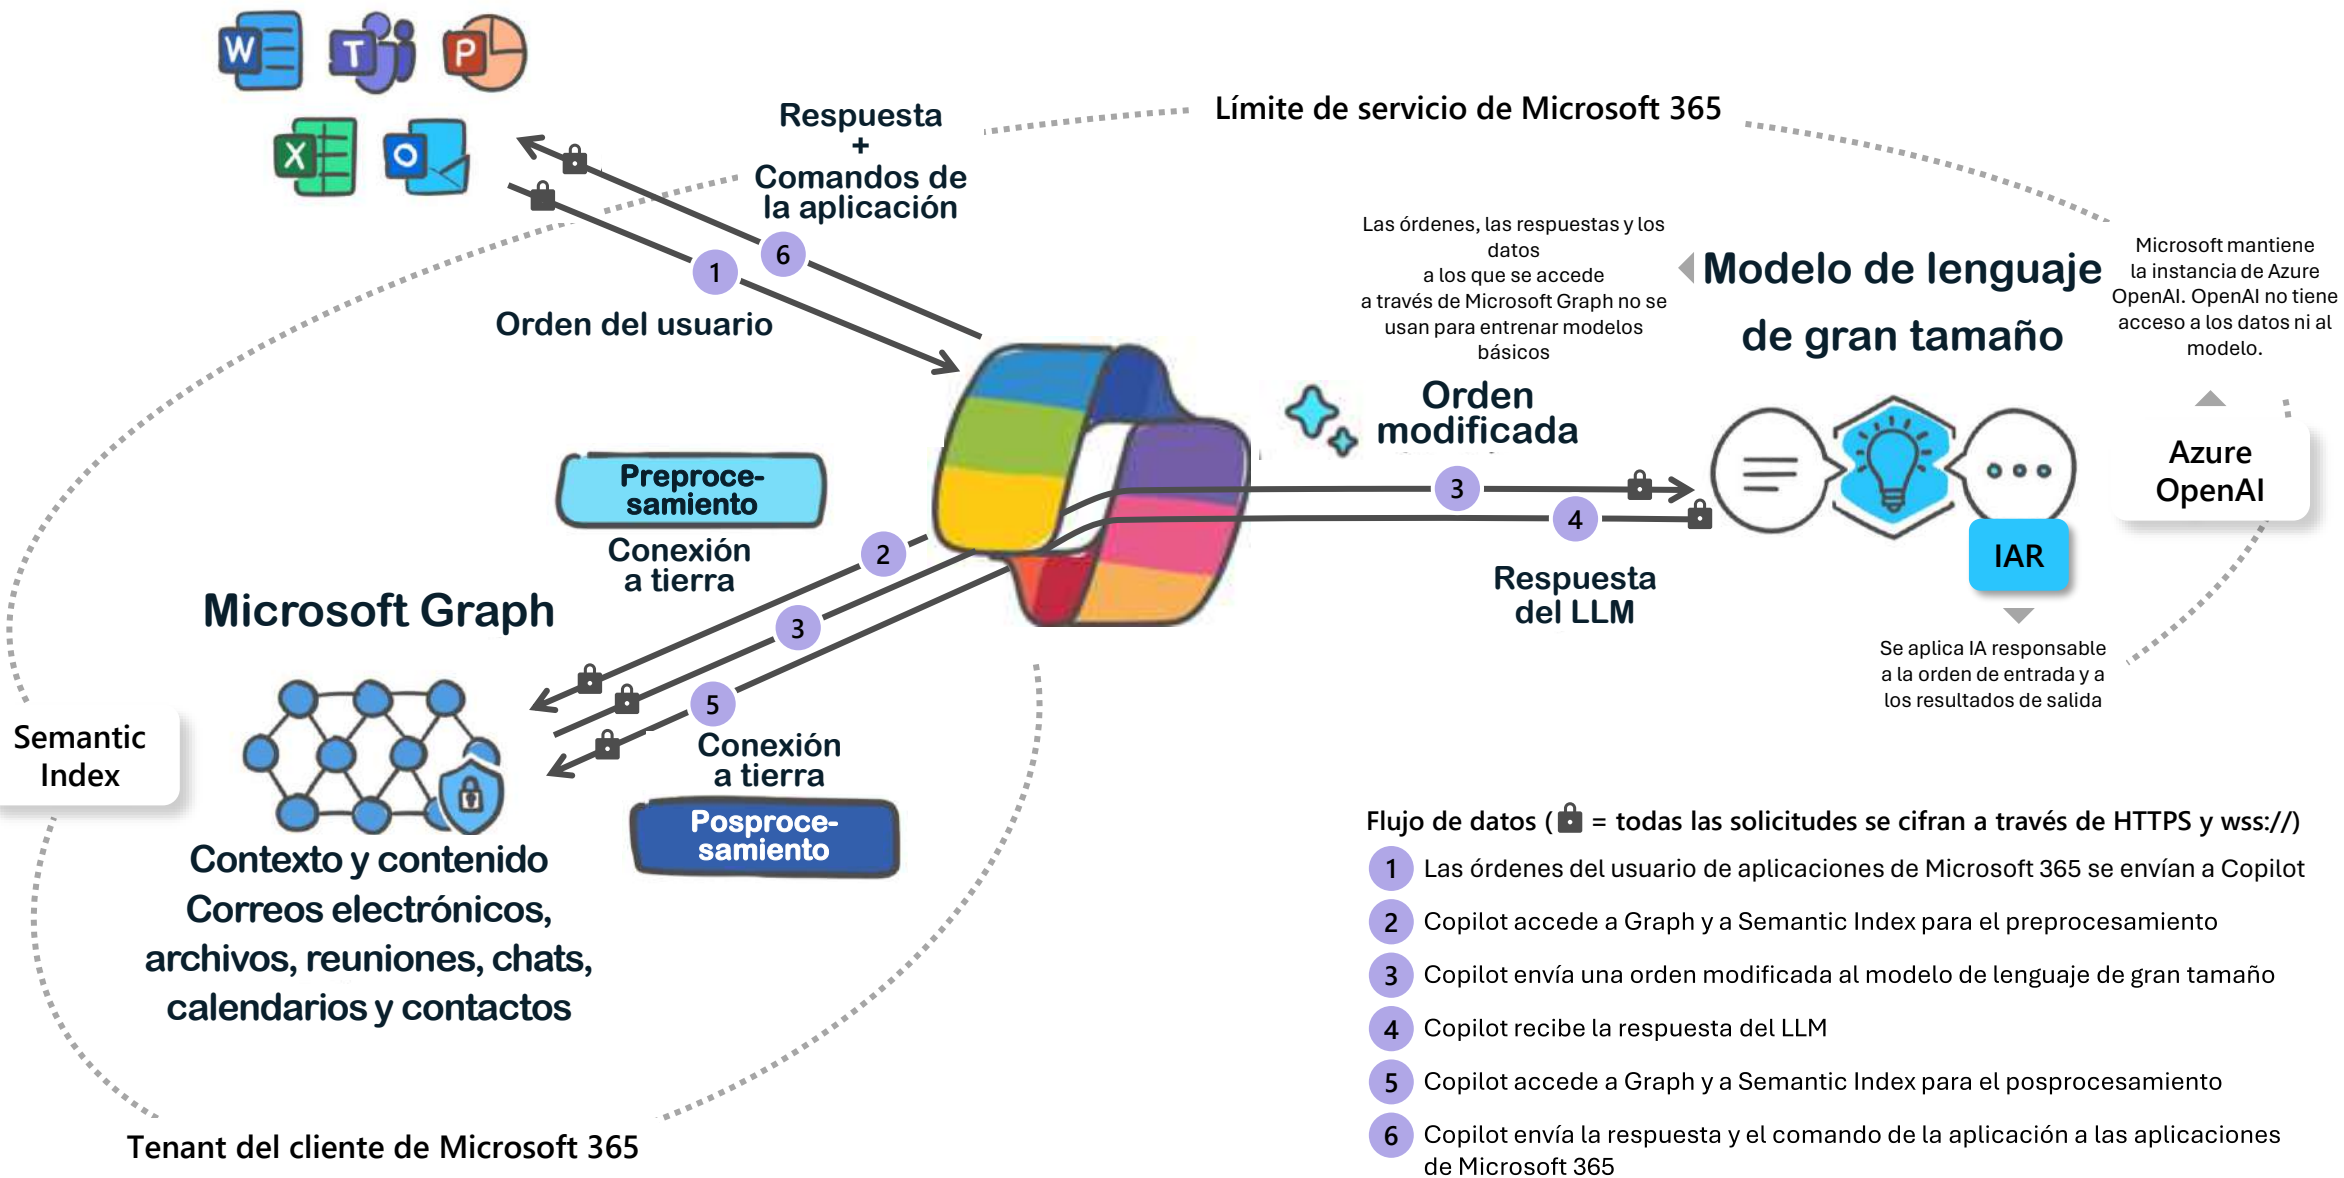 W
T
P
X
O
Respuesta
+
Comandos de
la aplicación
Límite de servicio de Microsoft 365
6
1
Orden del usuario
Las órdenes, las respuestas y los
datos
a los que se accede
a través de Microsoft Graph no se
usan para entrenar modelos
básicos
Modelo de lenguaje
de gran tamaño
Microsoft mantiene
la instancia de Azure
OpenAI. OpenAI no tiene
acceso a los datos ni al
modelo.
Orden
modificada
3
4
Azure
OpenAI
IAR
Respuesta
del LLM
Se aplica IA responsable
a la orden de entrada y a
los resultados de salida
Preproce-
samiento
Conexión
a tierra
2
3
5
Microsoft Graph
Semantic
Index
Conexión
a tierra
Posproce-
samiento
Contexto y contenido
Correos electrónicos,
archivos, reuniones, chats,
calendarios y contactos
Tenant del cliente de Microsoft 365
Flujo de datos ( = todas las solicitudes se cifran a través de HTTPS y wss://)
1 Las órdenes del usuario de aplicaciones de Microsoft 365 se envían a Copilot
2 Copilot accede a Graph y a Semantic Index para el preprocesamiento
3 Copilot envía una orden modificada al modelo de lenguaje de gran tamaño
4 Copilot recibe la respuesta del LLM
5 Copilot accede a Graph y a Semantic Index para el posprocesamiento
6 Copilot envía la respuesta y el comando de la aplicación a las aplicaciones
de Microsoft 365